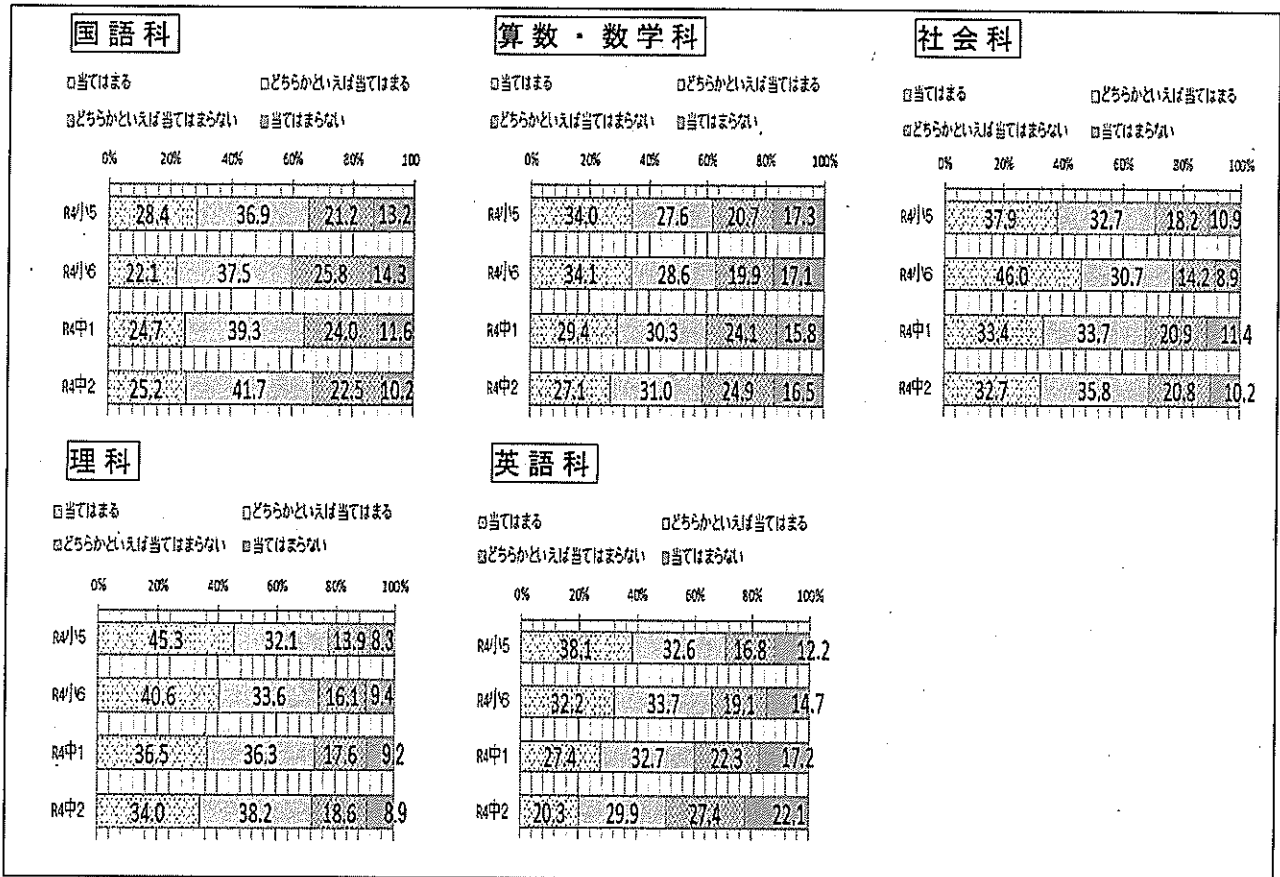 国語科
□当てはまる □どちらかといえば当てはまる
□どちらかといえば当てはまらない □当てはまらない
0% 20% 40% 60% 80% 100
R4小5 28.4 36.9 21.2 13.2
R4小6 22.1 37.5 25.8 14.3
R4中1 24.7 39.3 24.0 11.6
R4中2 25.2 41.7 22.5 10.2
算数・数学科
□当てはまる □どちらかといえば当てはまる
□どちらかといえば当てはまらない □当てはまらない
0% 20% 40% 60% 80% 100%
R4小5 34.0 27.6 20.7 17.3
R4小6 34.1 28.6 19.9 17.1
R4中1 29.4 30.3 24.1 15.8
R4中2 27.1 31.0 24.9 16.5
社会科
□当てはまる □どちらかといえば当てはまる
□どちらかといえば当てはまらない □当てはまらない
0% 20% 40% 60% 80% 100%
R4小5 37.9 32.7 18.2 10.9
R4小6 46.0 30.7 14.2 8.9
R4中1 33.4 33.7 20.9 11.4
R4中2 32.7 35.8 20.8 10.2
理科
□当てはまる □どちらかといえば当てはまる
□どちらかといえば当てはまらない □当てはまらない
0% 20% 40% 60% 80% 100%
R4小5 45.3 32.1 13.9 8.3
R4小6 40.6 33.6 16.1 9.4
R4中1 36.5 36.3 17.6 9.2
R4中2 34.0 38.2 18.6 8.9
英語科
□当てはまる □どちらかといえば当てはまる
□どちらかといえば当てはまらない □当てはまらない
0% 20% 40% 60% 80% 100%
R4小5 38.1 32.6 16.8 12.2
R4小6 32.2 33.7 19.1 14.7
R4中1 27.4 32.7 22.3 17.2
R4中2 20.3 29.9 27.4 22.1